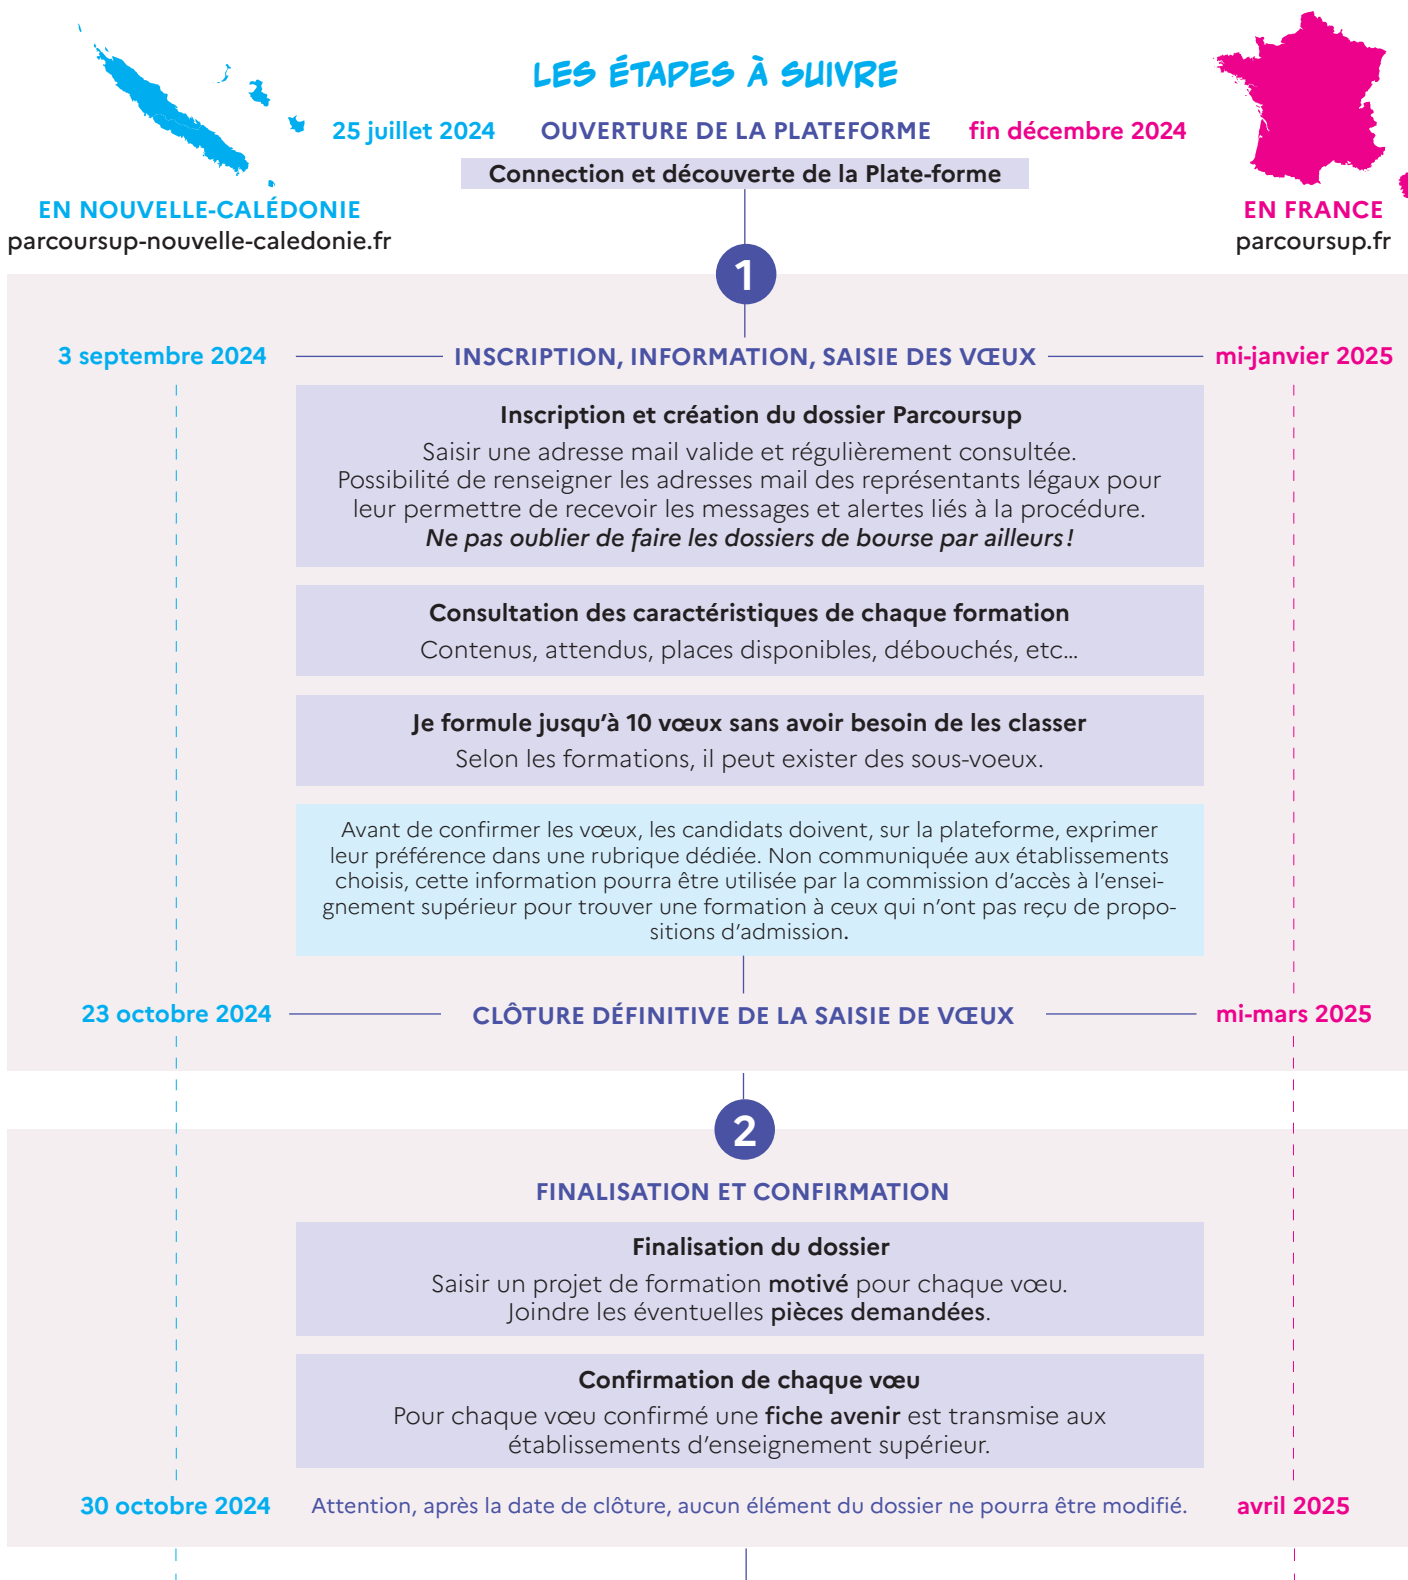 LES ÉTAPES À SUIVRE
25 juillet 2024 OUVERTURE DE LA PLATEFORME fin décembre 2024
Connection et découverte de la Plate-forme
EN NOUVELLE-CALÉDONIE
parcoursup-nouvelle-caledonie.fr
EN FRANCE
parcoursup.fr
1
3 septembre 2024 INSCRIPTION, INFORMATION, SAISIE DES VŒUX mi-janvier 2025
Inscription et création du dossier Parcoursup
Saisir une adresse mail valide et régulièrement consultée.
Possibilité de renseigner les adresses mail des représentants légaux pour
leur permettre de recevoir les messages et alertes liés à la procédure.
Ne pas oublier de faire les dossiers de bourse par ailleurs !
Consultation des caractéristiques de chaque formation
Contenus, attendus, places disponibles, débouchés, etc...
Je formule jusqu'à 10 vœux sans avoir besoin de les classer
Selon les formations, il peut exister des sous-voeux.
Avant de confirmer les vœux, les candidats doivent, sur la plateforme, exprimer
leur préférence dans une rubrique dédiée. Non communiquée aux établissements
choisis, cette information pourra être utilisée par la commission d'accès à l'ensei-
gnement supérieur pour trouver une formation à ceux qui n'ont pas reçu de propo-
sitions d'admission.
23 octobre 2024 CLÔTURE DÉFINITIVE DE LA SAISIE DE VŒUX mi-mars 2025
2
FINALISATION ET CONFIRMATION
Finalisation du dossier
Saisir un projet de formation motivé pour chaque vœu.
Joindre les éventuelles pièces demandées.
Confirmation de chaque vœu
Pour chaque vœu confirmé une fiche avenir est transmise aux
établissements d'enseignement supérieur.
30 octobre 2024 Attention, après la date de clôture, aucun élément du dossier ne pourra être modifié. avril 2025